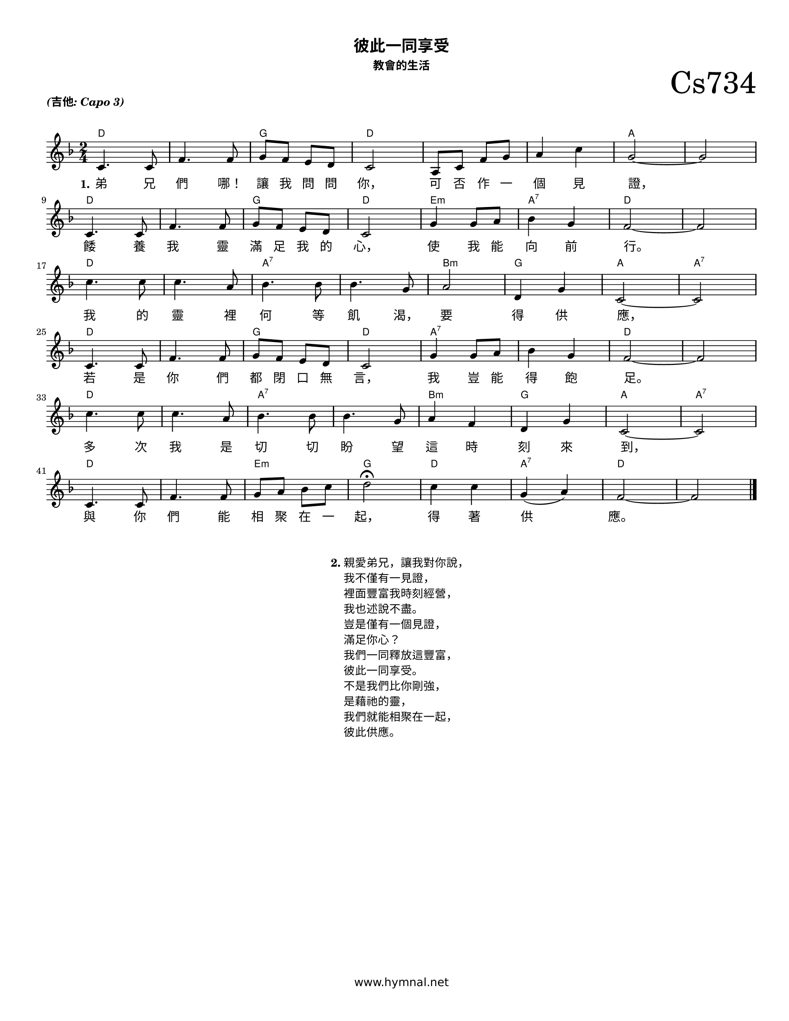 彼此一同享受
教會的生活
Cs734
(吉他: Capo 3)
D G D A
2 4
1. 弟 兄 們 哪！ 讓 我 問 問 你， 可 否 作 一 個 見 證，
9 D G D Em A7 D
餧 養 我 靈 滿 足 我 的 心， 使 我 能 向 前 行。
17 D A7 Bm G A A7
我 的 靈 裡 何 等 飢 渴， 要 得 供 應，
25 D G D A7 D
若 是 你 們 都 閉 口 無 言， 我 豈 能 得 飽 足。
33 D A7 Bm G A A7
多 次 我 是 切 切 盼 望 這 時 刻 來 到，
41 D Em G D A7 D
與 你 們 能 相 聚 在 一 起， 得 著 供 應。
2. 親愛弟兄，讓我對你說，
我不僅有一見證，
裡面豐富我時刻經營，
我也述說不盡。
豈是僅有一個見證，
滿足你心？
我們一同釋放這豐富，
彼此一同享受。
不是我們比你剛強，
是藉祂的靈，
我們就能相聚在一起，
彼此供應。
www.hymnal.net